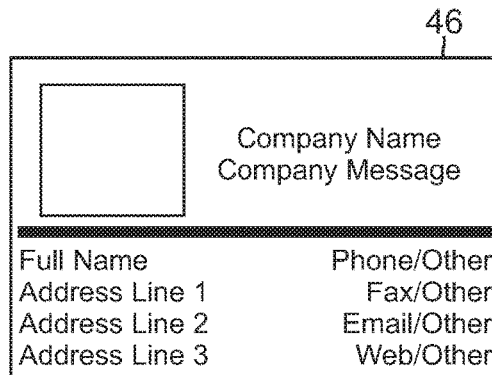 46
Company Name
Company Message
Full Name Phone/Other
Address Line 1 Fax/Other
Address Line 2 Email/Other
Address Line 3 Web/Other